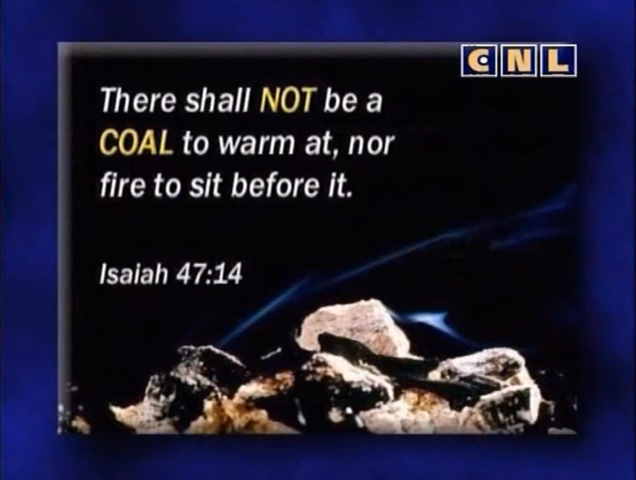 CNL
There shall NOT be a
COAL to warm at, nor
fire to sit before it.
Isaiah 47:14